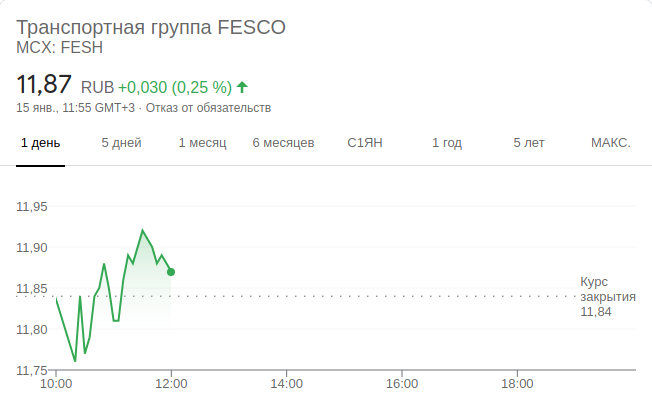 Транспортная группа FESCO
MCX: FESH
11,87 RUB +0,030 (0,25 %)
15 янв., 11:55 GMT+3 · Отказ от обязательств
1 день 5 дней 1 месяц 6 месяцев С1ЯН 1 год 5 лет МАКС.
11,95
11,90
11,85
11,80
11,75
Курс
закрытия
11,84
10:00 12:00 14:00 16:00 18:00